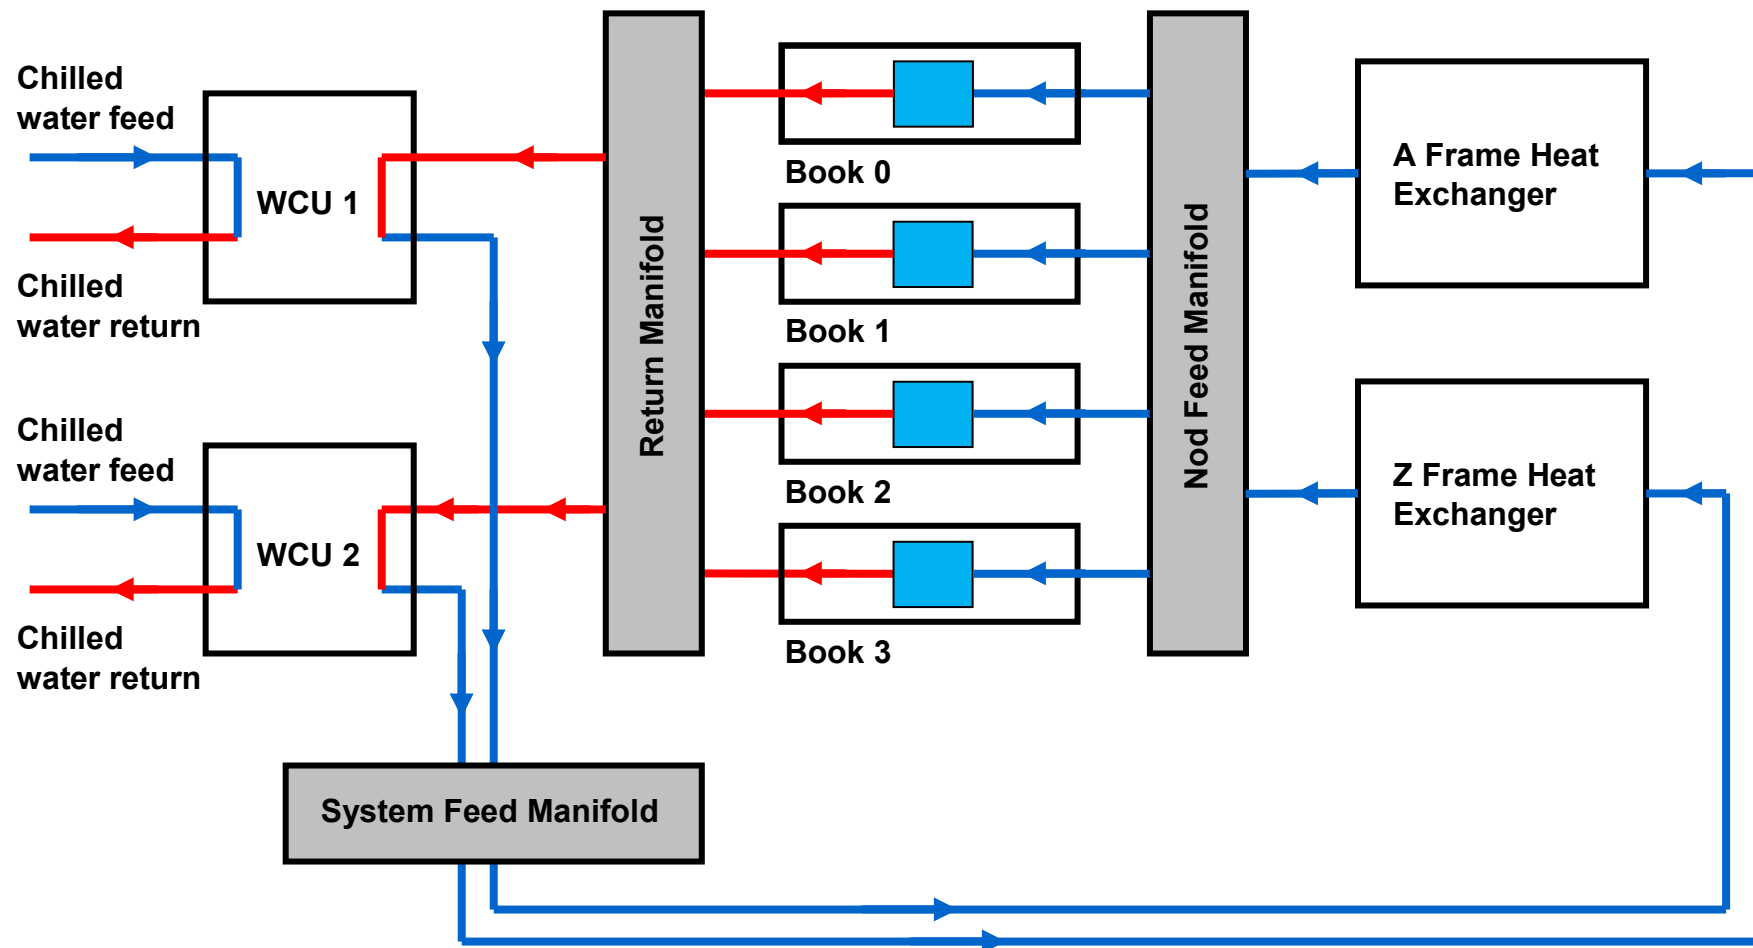 Chilled
water feed
WCU 1
Chilled
water return
Chilled
water feed
WCU 2
Chilled
water return
Return Manifold
Book 0
Book 1
Book 2
Book 3
Nod Feed Manifold
A Frame Heat
Exchanger
Z Frame Heat
Exchanger
System Feed Manifold